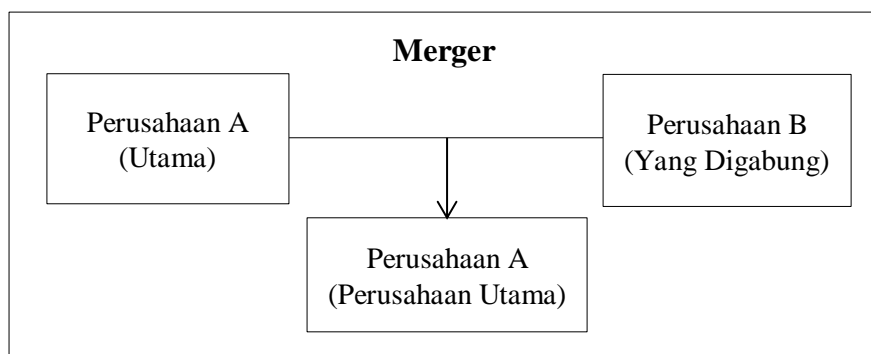 Merger
Perusahaan A
(Utama)
Perusahaan B
(Yang Digabung)
Perusahaan A
(Perusahaan Utama)